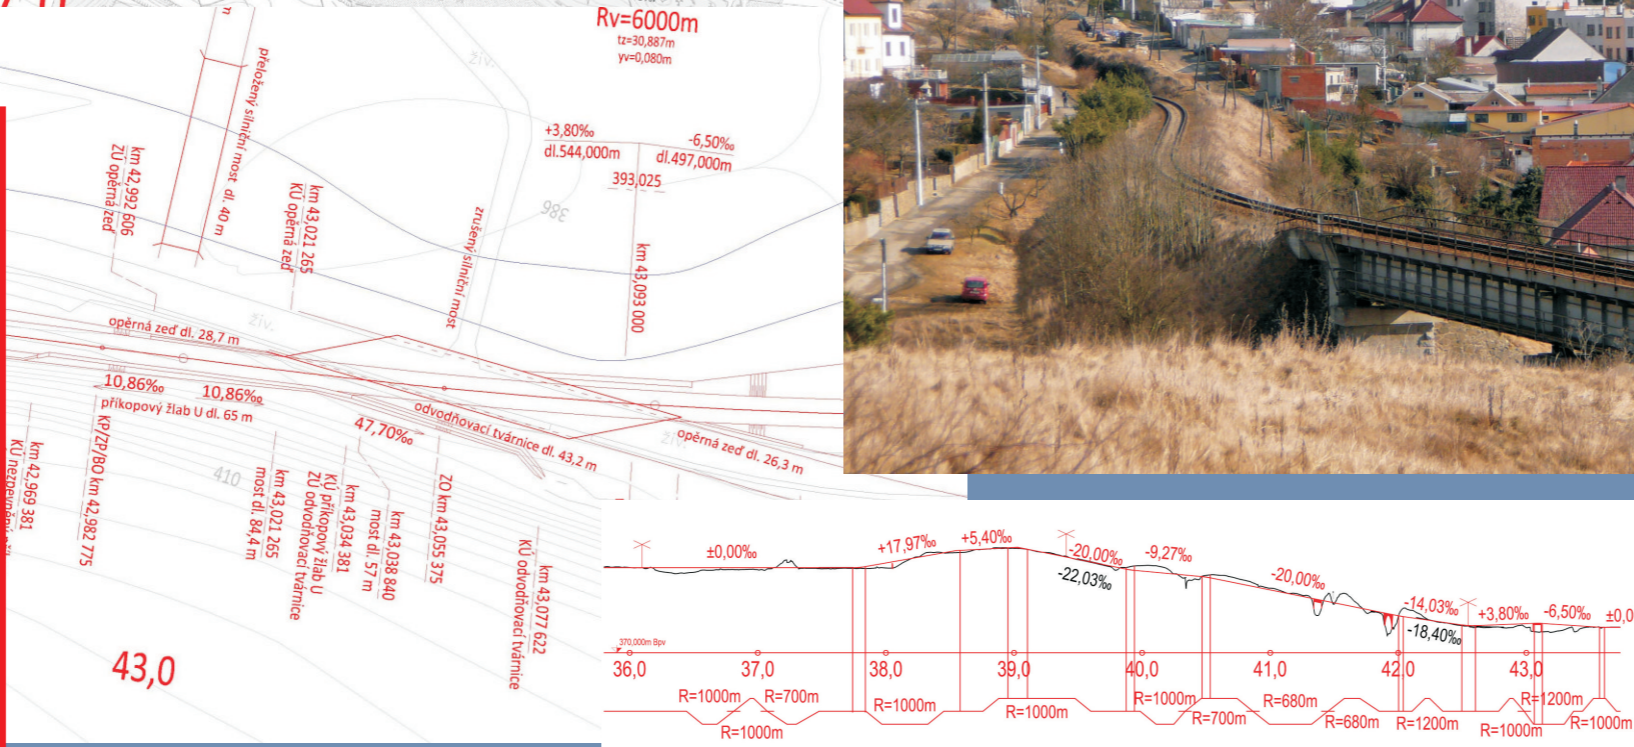 Rv=6000m
tz=30,887m
yv=0,080m
živ.
přeložený silniční most dl. 40 m
km 42,992 606
ZÚ opěrná zeď
km 43,021 265
KÚ opěrná zeď
zrušený silniční most
+3,80‰
dl.544,000m
-6,50‰
dl.497,000m
393,025
386
km 43,093 000
opěrná zeď dl. 28,7 m
živ.
10,86‰
10,86‰
příkopový žlab U dl. 65 m
47,70‰
odvodňovací tvárnice dl. 43,2 m
opěrná zeď dl. 26,3 m
živ.
410
km 42,969 381
KÚ nezpevněný
KP/ZP/BO km 42,982 775
km 43,021 265
most dl. 84,4 m
km 43,034 381
KÚ příkopový žlab U
ZÚ odvodňovací tvárnice
km 43,038 840
most dl. 57 m
ZO km 43,055 375
km 43,077 622
KÚ odvodňovací tvárnice
43,0
±0,00‰
+17,97‰
+5,40‰
-20,00‰
-22,03‰
-9,27‰
-20,00‰
-14,03‰
-18,40‰
+3,80‰
-6,50‰
±0,0
370,000m Bpv
36,0
37,0
38,0
39,0
40,0
41,0
42,0
43,0
R=1000m
R=700m
R=1000m
R=1000m
R=1000m
R=1000m
R=700m
R=680m
R=680m
R=1200m
R=1000m
R=1200m
R=1000m